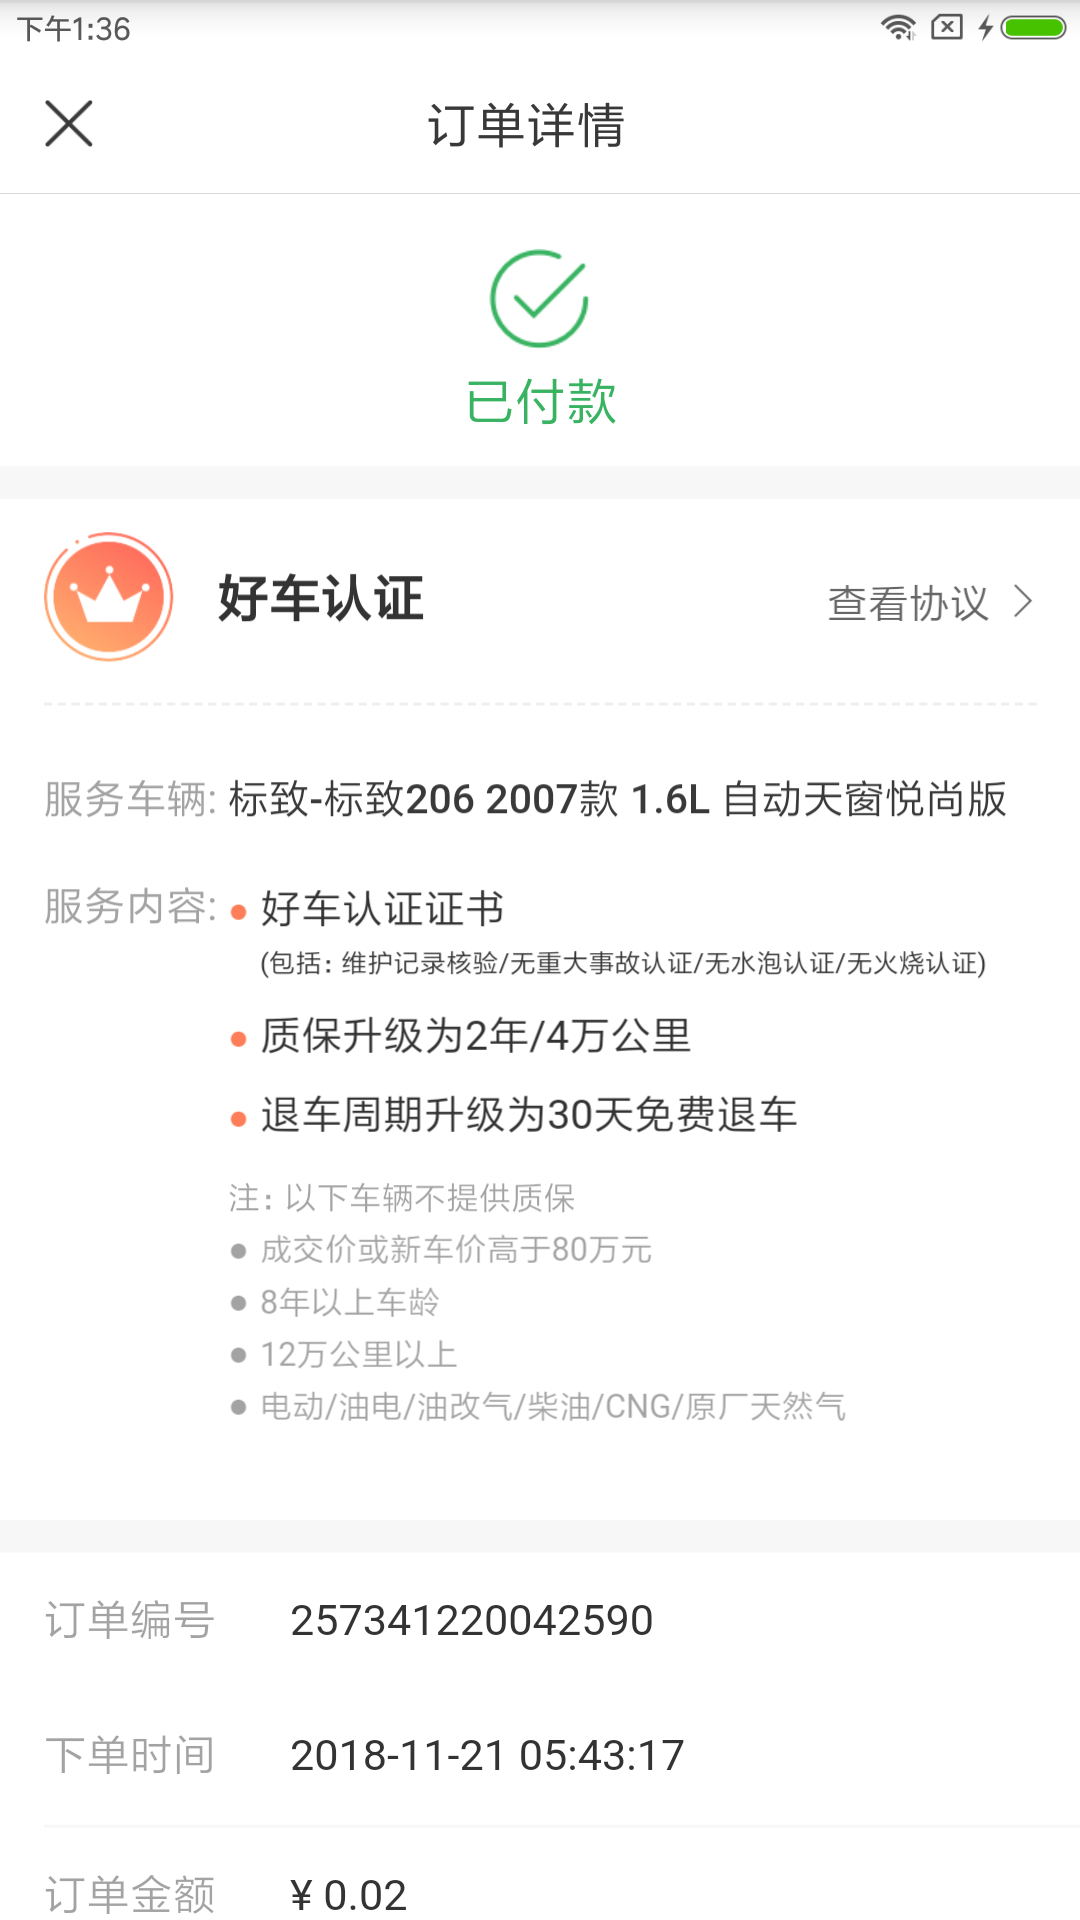 下午1:36
订单详情
已付款
好车认证 查看协议
服务车辆: 标致-标致206 2007款 1.6L 自动天窗悦尚版
服务内容: 好车认证证书
(包括: 维护记录核验/无重大事故认证/无水泡认证/无火烧认证)
质保升级为2年/4万公里
退车周期升级为30天免费退车
注: 以下车辆不提供质保
成交价或新车价高于80万元
8年以上车龄
12万公里以上
电动/油电/油改气/柴油/CNG/原厂天然气
订单编号 257341220042590
下单时间 2018-11-21 05:43:17
订单金额 ¥ 0.02